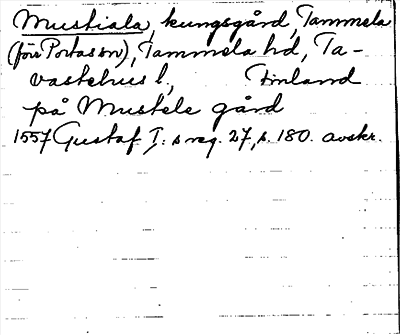 Mustiala, kungsgård, Tammela
(förr Portas sn), Tammela hd, Ta-
vastehus l, Finland
på Mustele gård
1557 Gustaf I: s reg. 27, s. 180. avskr.